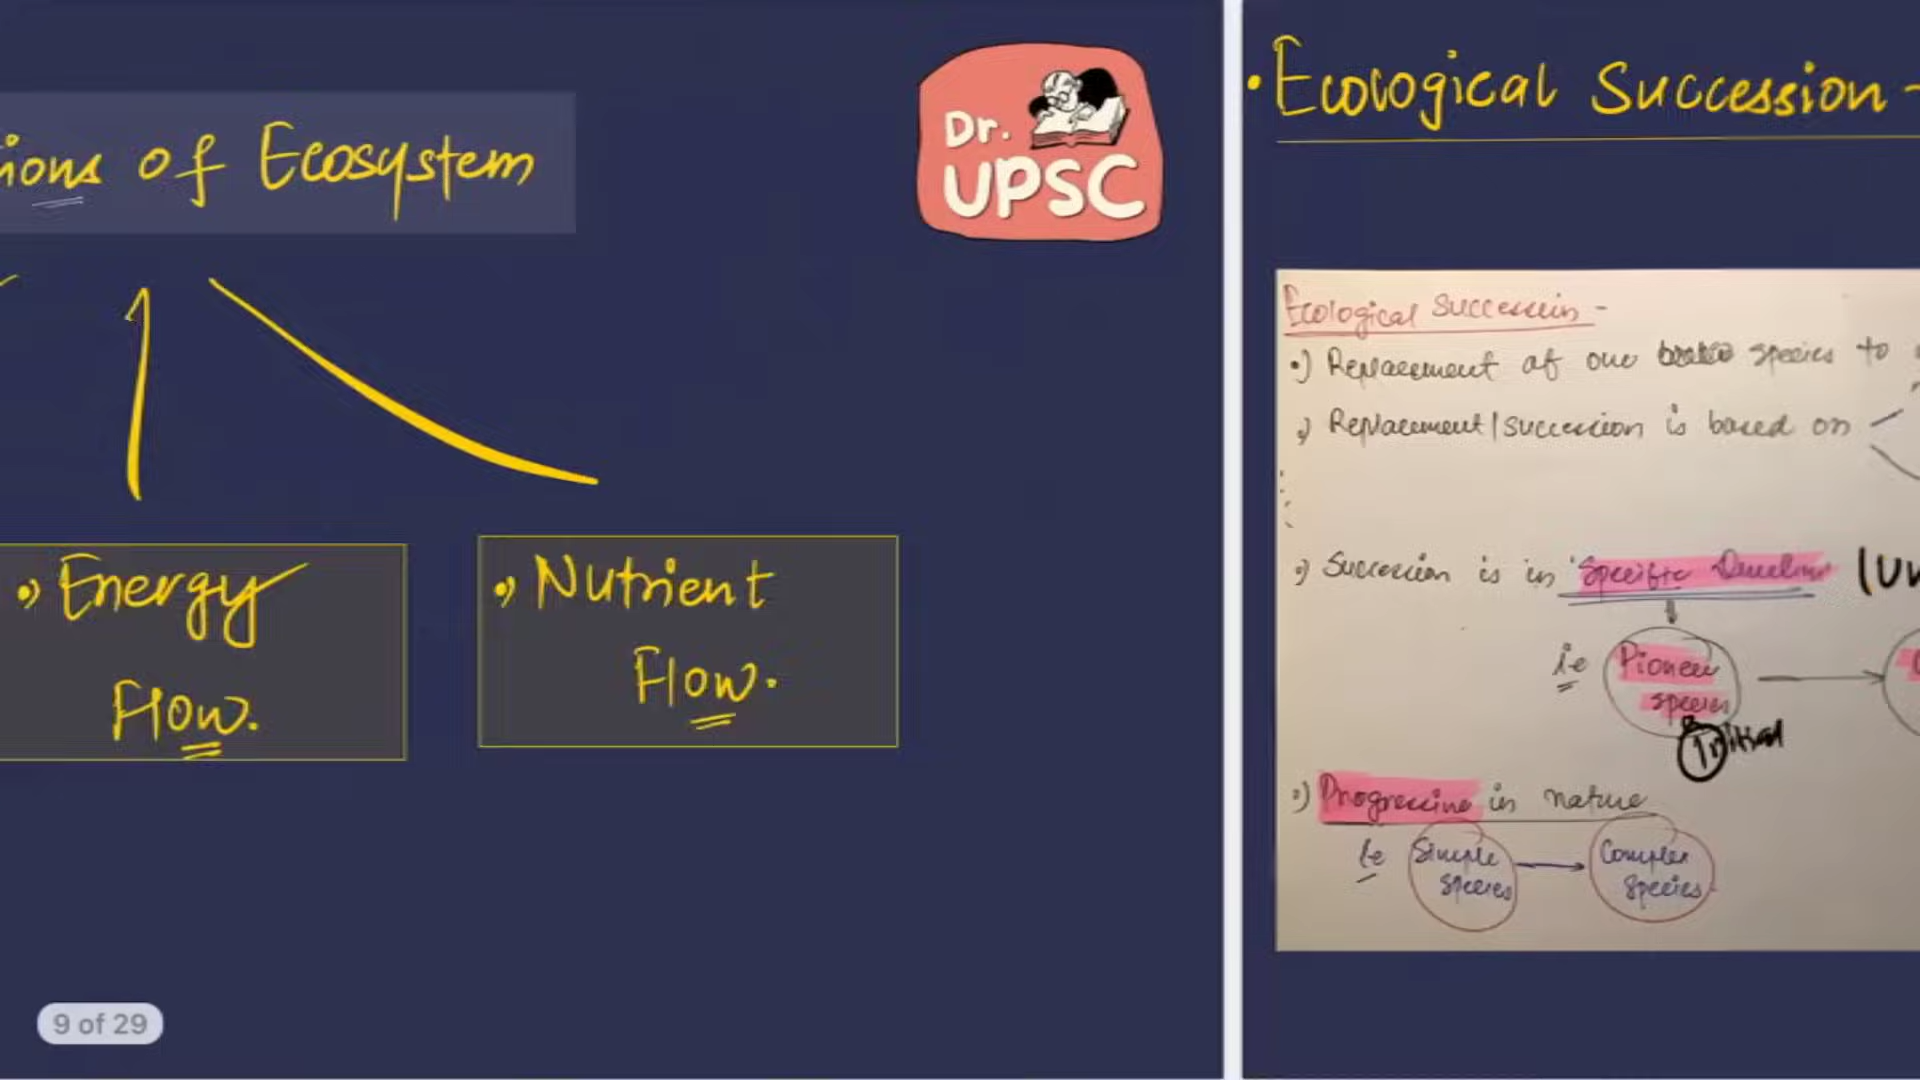 of Ecosystem
Dr.
UPSC
•) Energy
Flow.
•) Nutrient
Flow.
9 of 29
• Ecological Succession -
Ecological Succession -
•) Replacement of one species to
•) Replacement/succession is based on
•) Succession is in Specific
i.e Pioneer
species
Initial
•) Progressive in nature
i.e Simple
species
Complex
Species